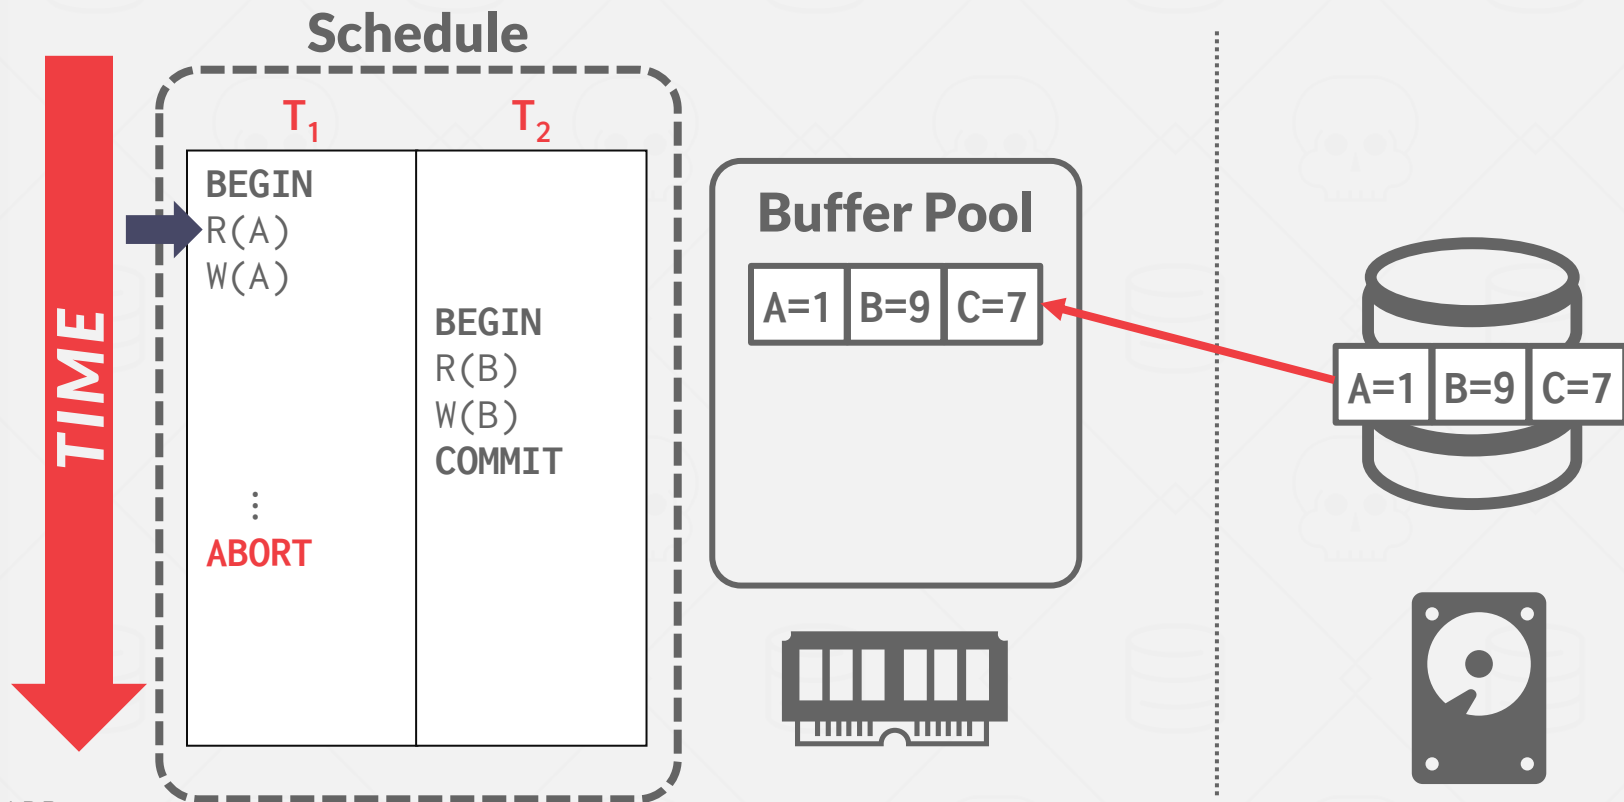 Schedule
TIME
T1
T2
BEGIN
R(A)
W(A)
BEGIN
R(B)
W(B)
COMMIT
⋮
ABORT
Buffer Pool
A=1 B=9 C=7
A=1 B=9 C=7